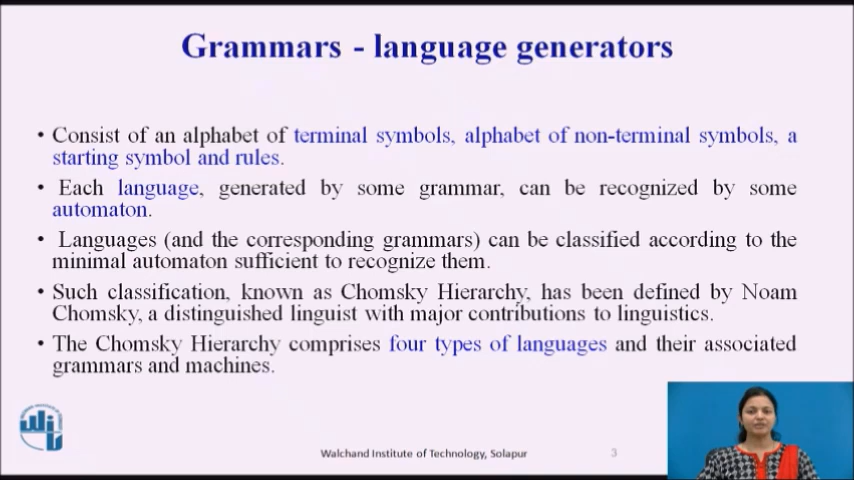 Grammars - language generators
• Consist of an alphabet of terminal symbols, alphabet of non-terminal symbols, a
starting symbol and rules.
• Each language, generated by some grammar, can be recognized by some
automaton.
• Languages (and the corresponding grammars) can be classified according to the
minimal automaton sufficient to recognize them.
• Such classification, known as Chomsky Hierarchy, has been defined by Noam
Chomsky, a distinguished linguist with major contributions to linguistics.
• The Chomsky Hierarchy comprises four types of languages and their associated
grammars and machines.
Walchand Institute of Technology, Solapur
3